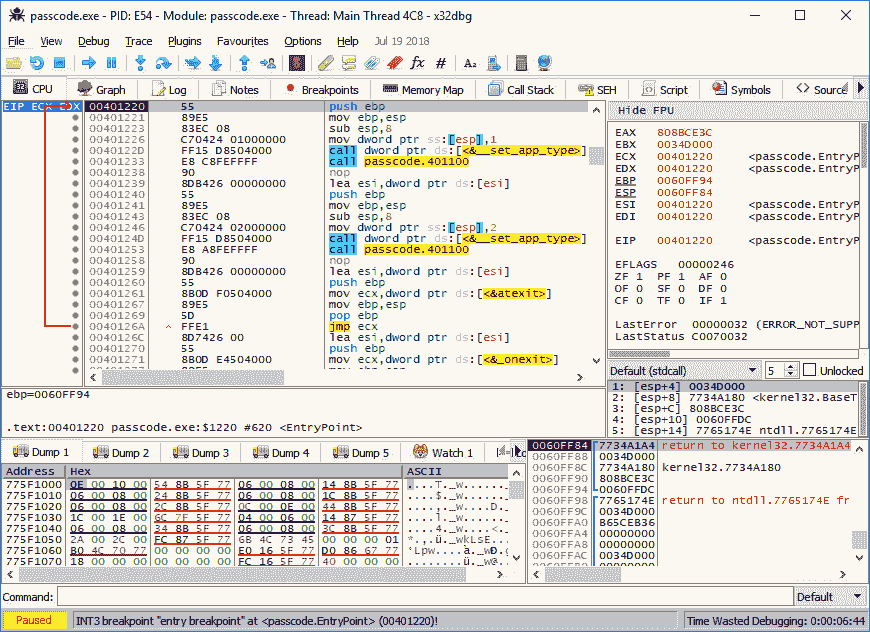 passcode.exe - PID: E54 - Module: passcode.exe - Thread: Main Thread 4C8 - x32dbg
File View Debug Trace Plugins Favourites Options Help Jul 19 2018
CPU Graph Log Notes Breakpoints Memory Map Call Stack SEH Script Symbols Source
EIP ECX EDX 00401220 55 push ebp
00401221 89E5 mov ebp,esp
00401223 83EC 08 sub esp,8
00401226 C70424 01000000 mov dword ptr ss:[esp],1
0040122D FF15 D8504000 call dword ptr ds:[<&__set_app_type>]
00401233 E8 C8FEFFFF call passcode.401100
00401238 90 nop
00401239 8DB426 00000000 lea esi,dword ptr ds:[esi]
00401240 55 push ebp
00401241 89E5 mov ebp,esp
00401243 83EC 08 sub esp,8
00401246 C70424 02000000 mov dword ptr ss:[esp],2
0040124D FF15 D8504000 call dword ptr ds:[<&__set_app_type>]
00401253 E8 A8FEFFFF call passcode.401100
00401258 90 nop
00401259 8DB426 00000000 lea esi,dword ptr ds:[esi]
00401260 55 push ebp
00401261 8B0D F0504000 mov ecx,dword ptr ds:[<&atexit>]
00401267 89E5 mov ebp,esp
00401269 5D pop ebp
0040126A FFE1 jmp ecx
0040126C 8D7426 00 lea esi,dword ptr ds:[esi]
00401270 55 push ebp
00401271 8B0D E4504000 mov ecx,dword ptr ds:[<&_onexit>]
Hide FPU
EAX 808BCE3C
EBX 0034D000
ECX 00401220 <passcode.EntryP
EDX 00401220 <passcode.EntryP
EBP 0060FF94
ESP 0060FF84
ESI 00401220 <passcode.EntryP
EDI 00401220 <passcode.EntryP
EIP 00401220 <passcode.EntryP
EFLAGS 00000246
ZF 1 PF 1 AF 0
OF 0 SF 0 DF 0
CF 0 TF 0 IF 1
LastError 00000032 (ERROR_NOT_SUPP
LastStatus C0070032
Default (stdcall) 5 Unlocked
1: [esp+4] 0034D000
2: [esp+8] 7734A180 <kernel32.BaseT
3: [esp+C] 808BCE3C
4: [esp+10] 0060FFDC
5: [esp+14] 7765174E ntdll.7765174E
ebp=0060FF94
.text:00401220 passcode.exe:$1220 #620 <EntryPoint>
Dump 1 Dump 2 Dump 3 Dump 4 Dump 5 Watch 1
Address Hex ASCII
775F1000 0E 00 10 00 54 8B 5F 77 06 00 08 00 14 8B 5F 77
775F1010 06 00 08 00 24 8B 5F 77 06 00 08 00 1C 8B 5F 77
775F1020 06 00 08 00 2C 8B 5F 77 0C 00 0E 00 44 8B 5F 77
775F1030 1C 00 1E 00 6C 7F 5F 77 04 00 06 00 14 87 5F 77
775F1040 06 00 08 00 34 8B 5F 77 06 00 08 00 3C 8B 5F 77
775F1050 2A 00 2C 00 FC 87 5F 77 6B 4C 73 45 00 00 00 01
775F1060 B0 4C 70 77 00 00 00 00 E0 16 5F 77 D0 86 67 77
775F1070 18 00 00 00 00 00 00 00 FC 16 5F 77 40 00 00 00
0060FF84 7734A1A4 return to kernel32.7734A1A4
0060FF88 0034D000
0060FF8C 7734A180 kernel32.7734A180
0060FF90 808BCE3C
0060FF94 0060FFDC
0060FF98 7765174E return to ntdll.7765174E fr
0060FF9C 0034D000
0060FFA0 B65CEB36
0060FFA4 00000000
0060FFA8 00000000
0060FFAC 0034D000
00000000
Command: Default
Paused INT3 breakpoint "entry breakpoint" at <passcode.EntryPoint> (00401220)! Time Wasted Debugging: 0:00:06:44